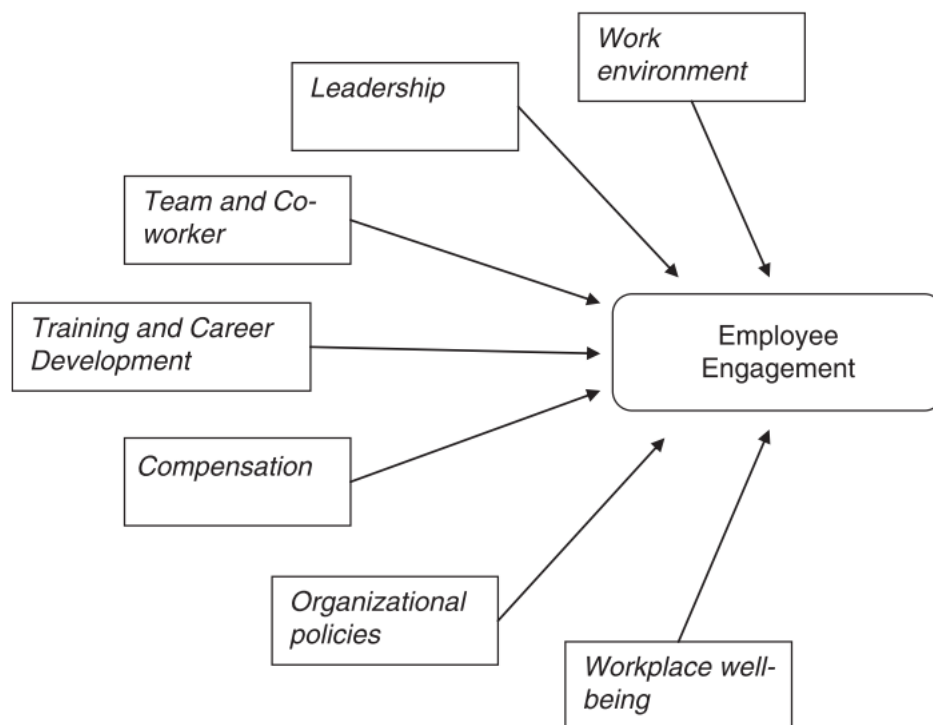 Work
environment
Leadership
Team and Co-
worker
Training and Career
Development
Employee
Engagement
Compensation
Organizational
policies
Workplace well-
being